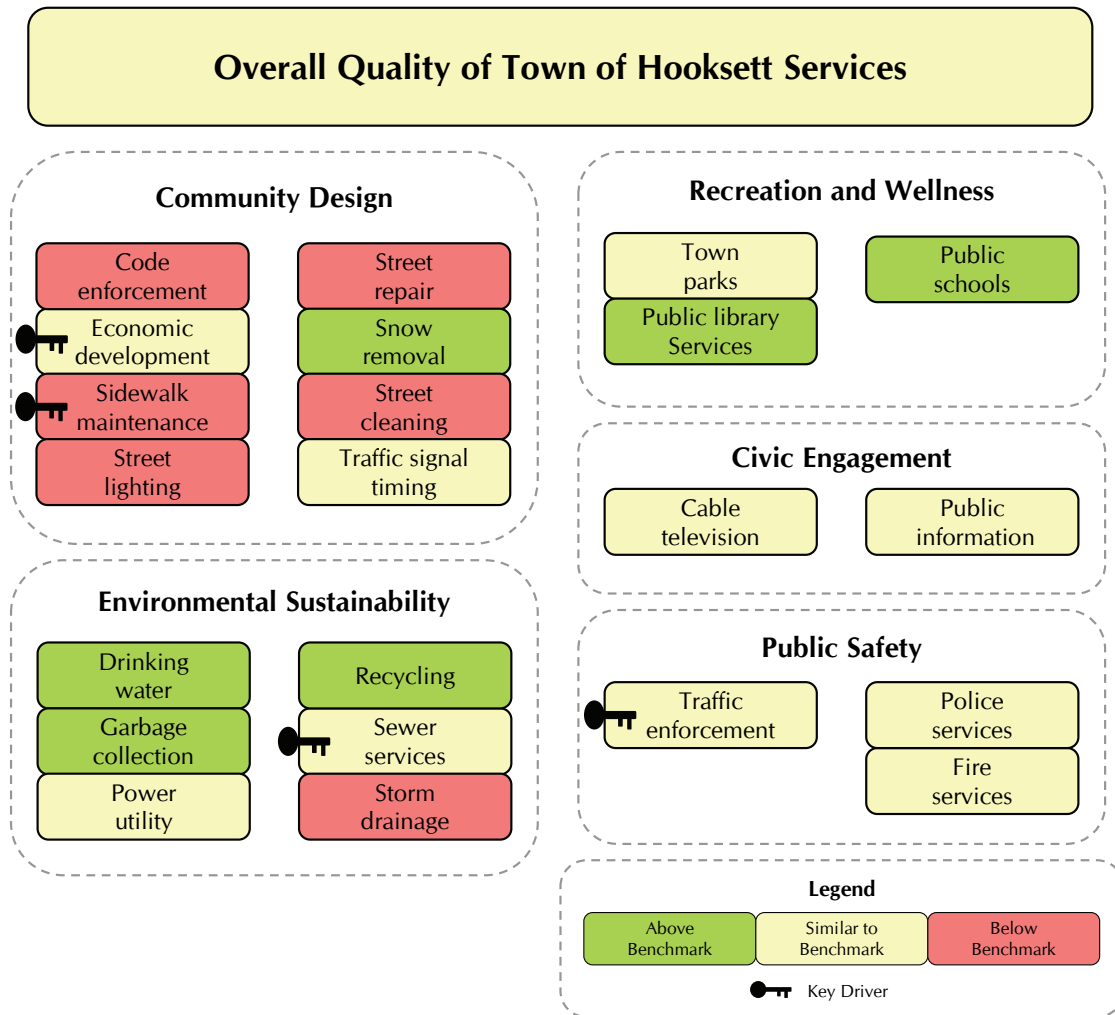 Overall Quality of Town of Hooksett Services
Community Design
Code
enforcement
Economic
development
Sidewalk
maintenance
Street
lighting
Street
repair
Snow
removal
Street
cleaning
Traffic signal
timing
Environmental Sustainability
Drinking
water
Garbage
collection
Power
utility
Recycling
Sewer
services
Storm
drainage
Recreation and Wellness
Town
parks
Public library
Services
Public
schools
Civic Engagement
Cable
television
Public
information
Public Safety
Traffic
enforcement
Police
services
Fire
services
Legend
Above
Benchmark
Similar to
Benchmark
Below
Benchmark
Key Driver